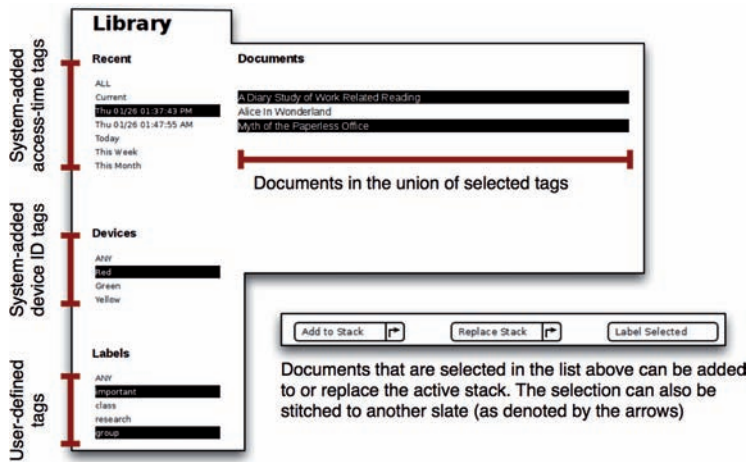 Library
Recent
Documents
System-added
access-time tags
ALL
Current
Thu 01/26 01:37:43 PM
Thu 01/26 01:47:55 AM
Today
This Week
This Month
A Diary Study of Work Related Reading
Alice In Wonderland
Myth of the Paperless Office
Documents in the union of selected tags
System-added
device ID tags
Devices
ANY
Red
Green
Yellow
User-defined
tags
Labels
ANY
important
class
research
group
Add to Stack
Replace Stack
Label Selected
Documents that are selected in the list above can be added
to or replace the active stack. The selection can also be
stitched to another slate (as denoted by the arrows)